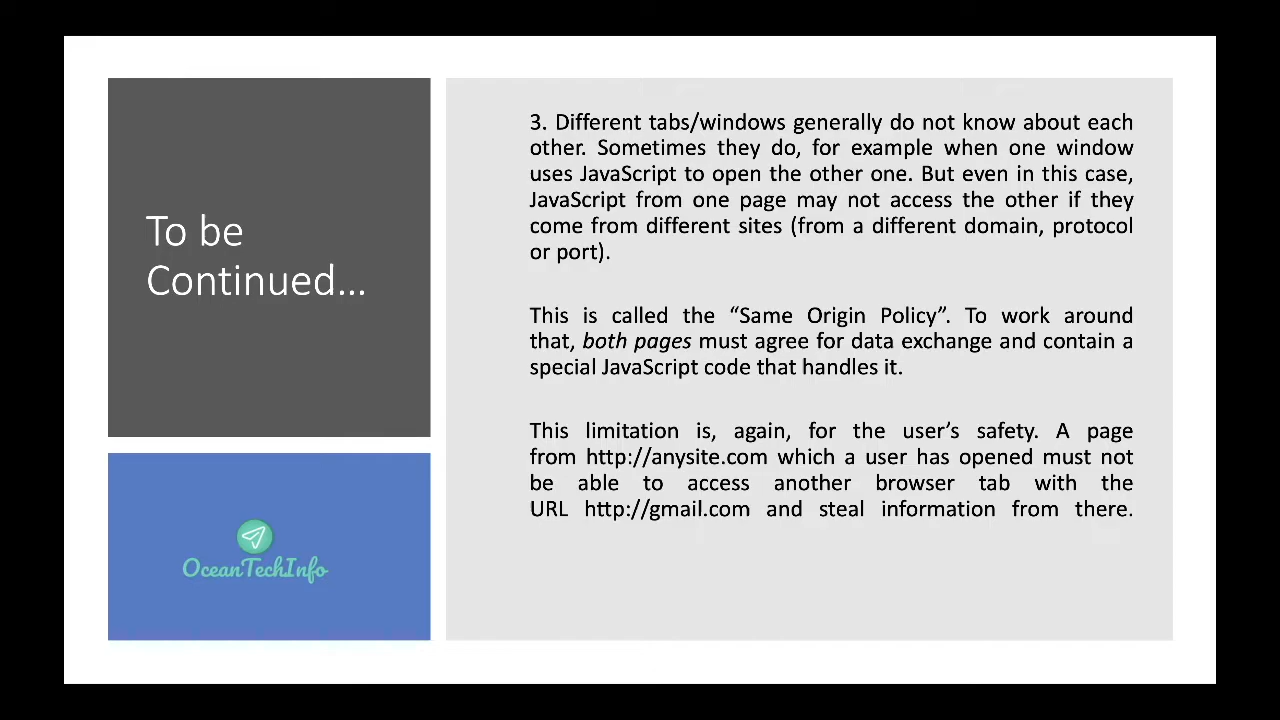 To be
Continued...
OceanTechInfo
3. Different tabs/windows generally do not know about each
other. Sometimes they do, for example when one window
uses JavaScript to open the other one. But even in this case,
JavaScript from one page may not access the other if they
come from different sites (from a different domain, protocol
or port).
This is called the “Same Origin Policy”. To work around
that, both pages must agree for data exchange and contain a
special JavaScript code that handles it.
This limitation is, again, for the user’s safety. A page
from http://anysite.com which a user has opened must not
be able to access another browser tab with the
URL http://gmail.com and steal information from there.